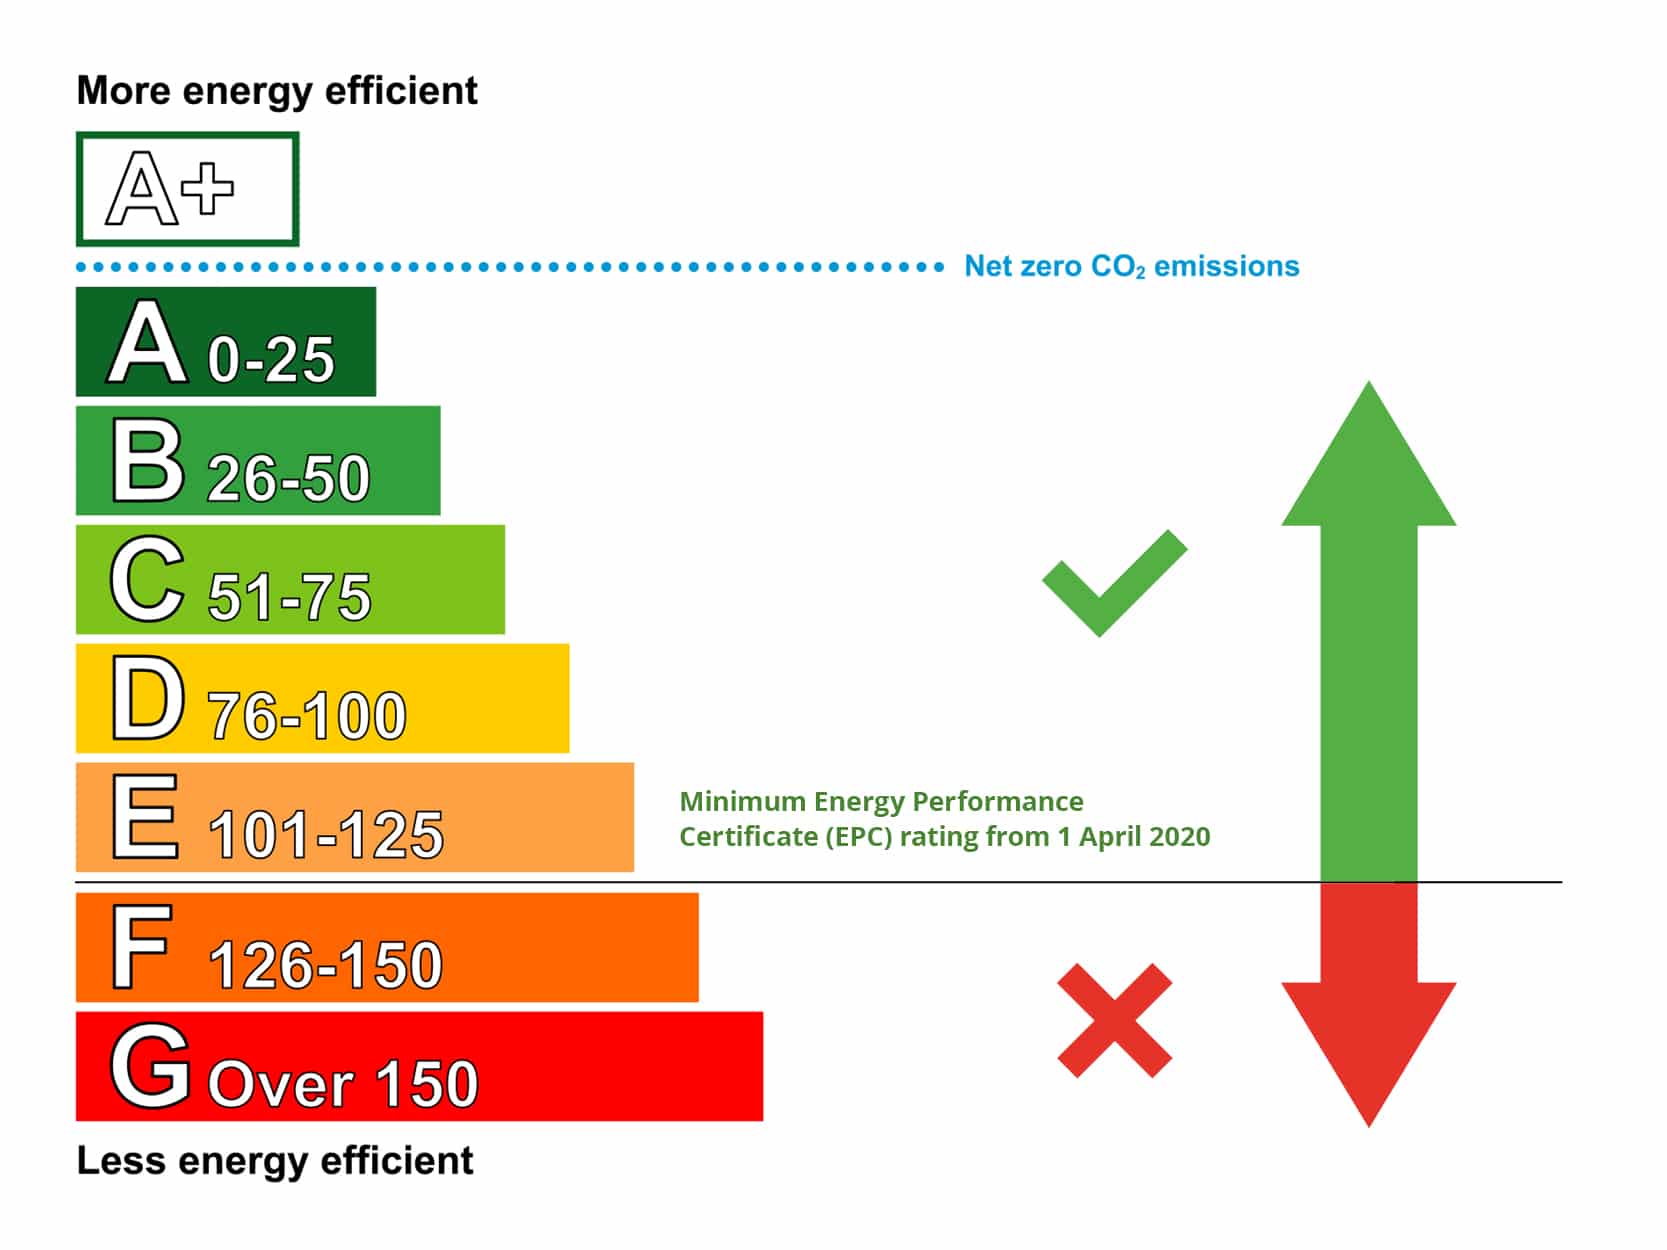 More energy efficient
A+
Net zero CO₂ emissions
A 0-25
B 26-50
C 51-75
D 76-100
E 101-125
Minimum Energy Performance
Certificate (EPC) rating from 1 April 2020
F 126-150
G Over 150
Less energy efficient